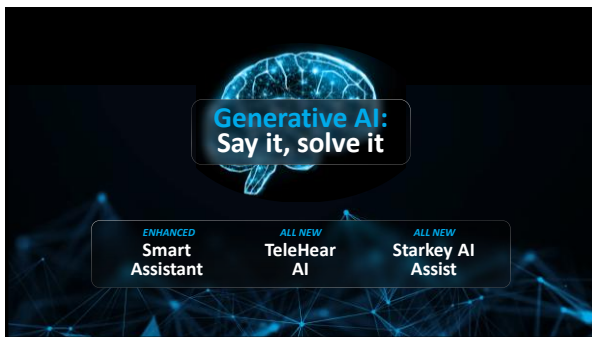 Generative AI:
Say it, solve it
ENHANCED
Smart
Assistant
ALL NEW
TeleHear
AI
ALL NEW
Starkey AI
Assist